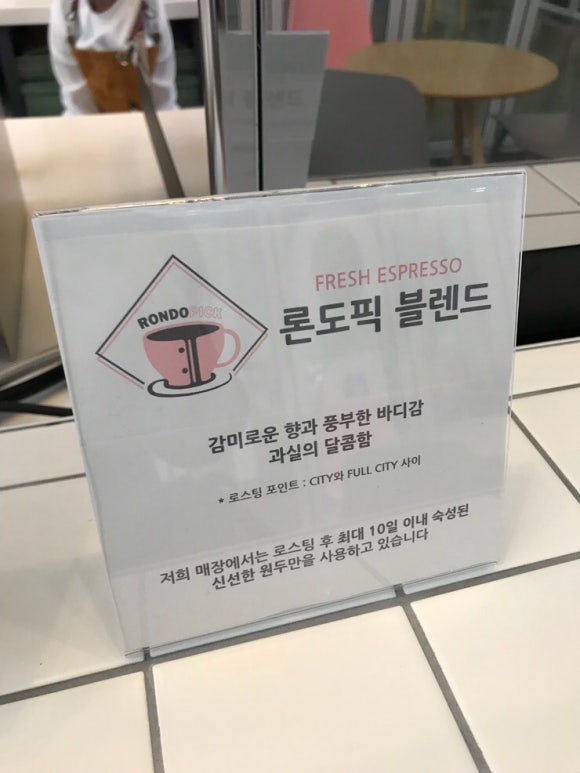 RONDOPICK
FRESH ESPRESSO
론도픽 블렌드
감미로운 향과 풍부한 바디감
과실의 달콤함
* 로스팅 포인트 : CITY와 FULL CITY 사이
저희 매장에서는 로스팅 후 최대 10일 이내 숙성된
신선한 원두만을 사용하고 있습니다